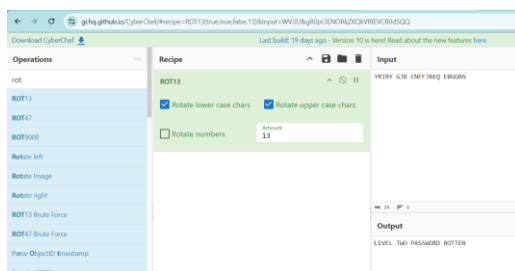 gchq.github.io/CyberChef/#recipe=ROT13(true,true,false,13)&input=WVJJUlkgR0pCIENORkZKQkVRIEVCR0dSQQ
Download CyberChef
Last build: 19 days ago - Version 10 is here! Read about the new features here
Operations
Recipe
Input
rot
ROT13
ROT47
ROT8000
Rotate left
Rotate Image
Rotate right
ROT13 Brute Force
ROT47 Brute Force
Parse ObjectID timestamp
ROT13
Rotate lower case chars
Rotate upper case chars
Rotate numbers
Amount
13
YRIRY GJB CNFFJBEQ EBGGRA
25
1
Output
LEVEL TWO PASSWORD ROTTEN